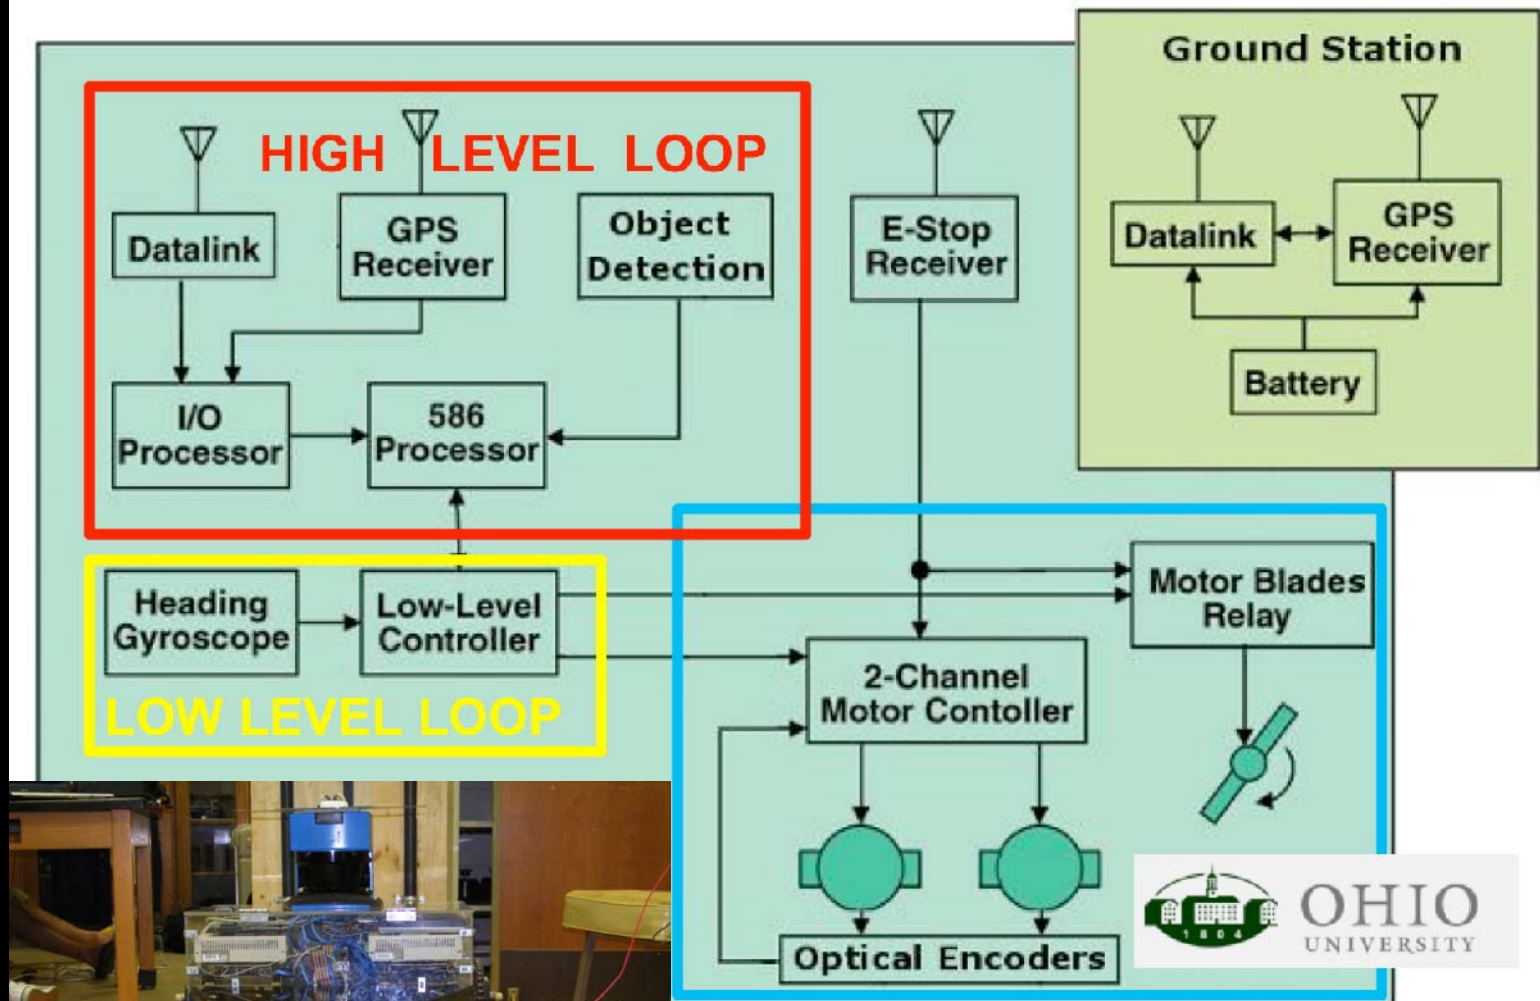 Ground Station
HIGH LEVEL LOOP
Datalink
GPS
Receiver
Object
Detection
E-Stop
Receiver
Datalink
GPS
Receiver
Battery
I/O
Processor
586
Processor
Heading
Gyroscope
Low-Level
Controller
LOW LEVEL LOOP
Motor Blades
Relay
2-Channel
Motor Contoller
Optical Encoders
1804
OHIO
UNIVERSITY